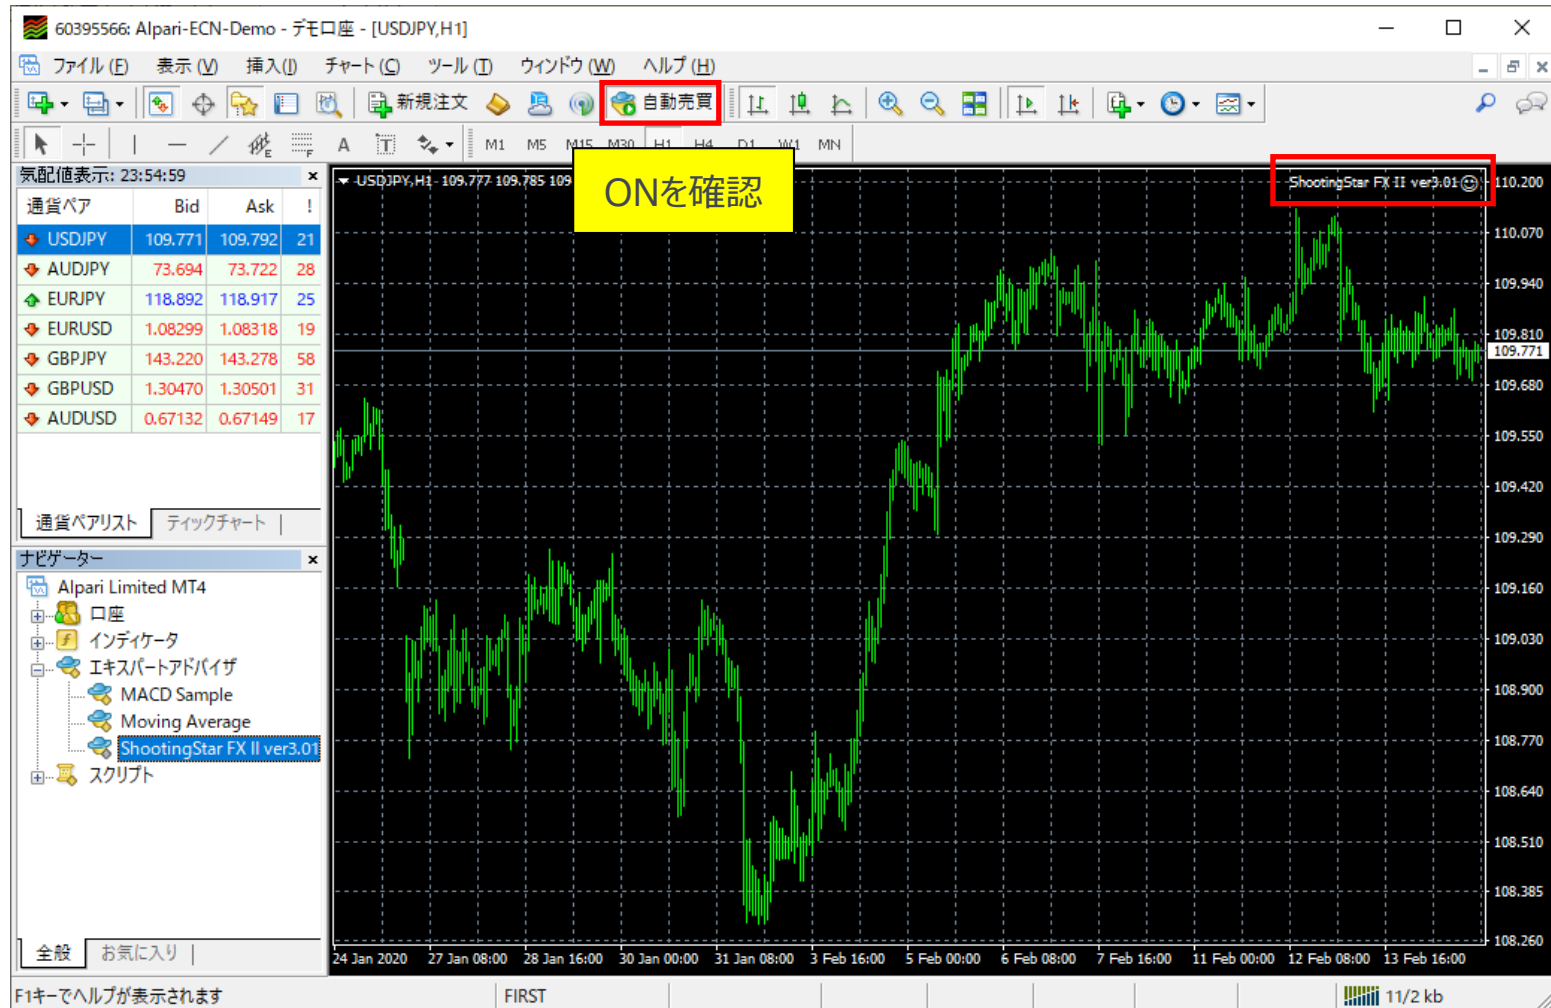 60395566: Alpari-ECN-Demo - デモ口座 - [USDJPY,H1]
ファイル (F) 表示 (V) 挿入(I) チャート (C) ツール (T) ウィンドウ (W) ヘルプ (H)
新規注文 自動売買
A T M1 M5 M15 M30 H1 H4 D1 W1 MN
ONを確認
気配値表示: 23:54:59
通貨ペア Bid Ask !
USDJPY 109.771 109.792 21
AUDJPY 73.694 73.722 28
EURJPY 118.892 118.917 25
EURUSD 1.08299 1.08318 19
GBPJPY 143.220 143.278 58
GBPUSD 1.30470 1.30501 31
AUDUSD 0.67132 0.67149 17
通貨ペアリスト ティックチャート
ナビゲーター
Alpari Limited MT4
口座
インディケータ
エキスパートアドバイザ
MACD Sample
Moving Average
ShootingStar FX II ver3.01
スクリプト
全般 お気に入り
USDJPY,H1 109.777 109.785 109
ShootingStar FX II ver3.01
110.200
110.070
109.940
109.810
109.771
109.680
109.550
109.420
109.290
109.160
109.030
108.900
108.770
108.640
108.510
108.385
108.260
24 Jan 2020 27 Jan 08:00 28 Jan 16:00 30 Jan 00:00 31 Jan 08:00 3 Feb 16:00 5 Feb 00:00 6 Feb 08:00 7 Feb 16:00 11 Feb 00:00 12 Feb 08:00 13 Feb 16:00
F1キーでヘルプが表示されます FIRST 11/2 kb